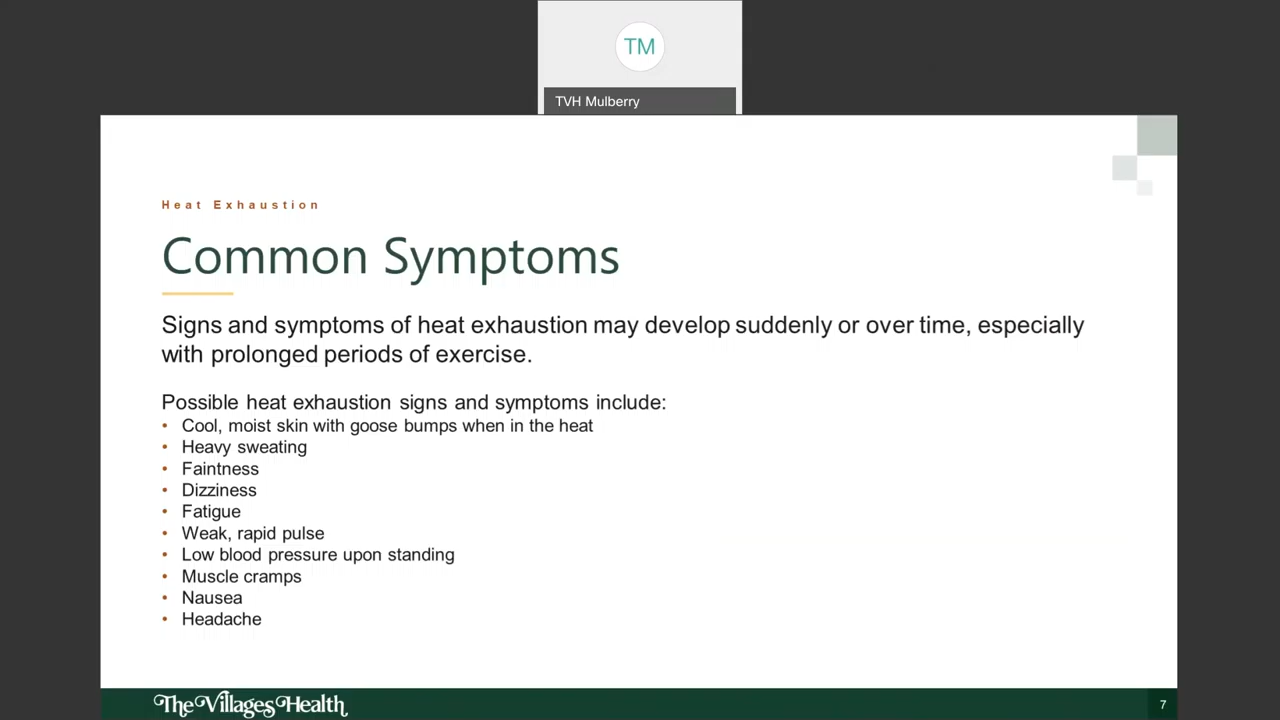 TM
TVH Mulberry
Heat Exhaustion
Common Symptoms
Signs and symptoms of heat exhaustion may develop suddenly or over time, especially
with prolonged periods of exercise.
Possible heat exhaustion signs and symptoms include:
• Cool, moist skin with goose bumps when in the heat
• Heavy sweating
• Faintness
• Dizziness
• Fatigue
• Weak, rapid pulse
• Low blood pressure upon standing
• Muscle cramps
• Nausea
• Headache
The Villages Health
7